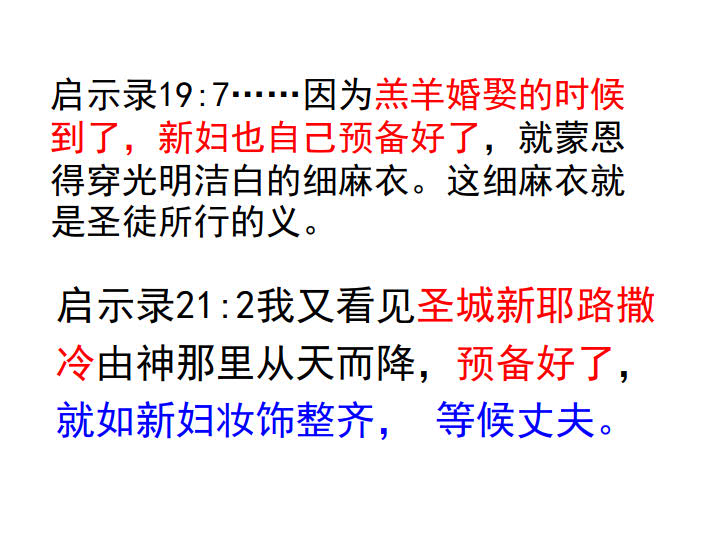 启示录19:7……因为羔羊婚娶的时候
到了，新妇也自己预备好了，就蒙恩
得穿光明洁白的细麻衣。这细麻衣就
是圣徒所行的义。
启示录21:2我又看见圣城新耶路撒
冷由神那里从天而降，预备好了，
就如新妇妆饰整齐， 等候丈夫。